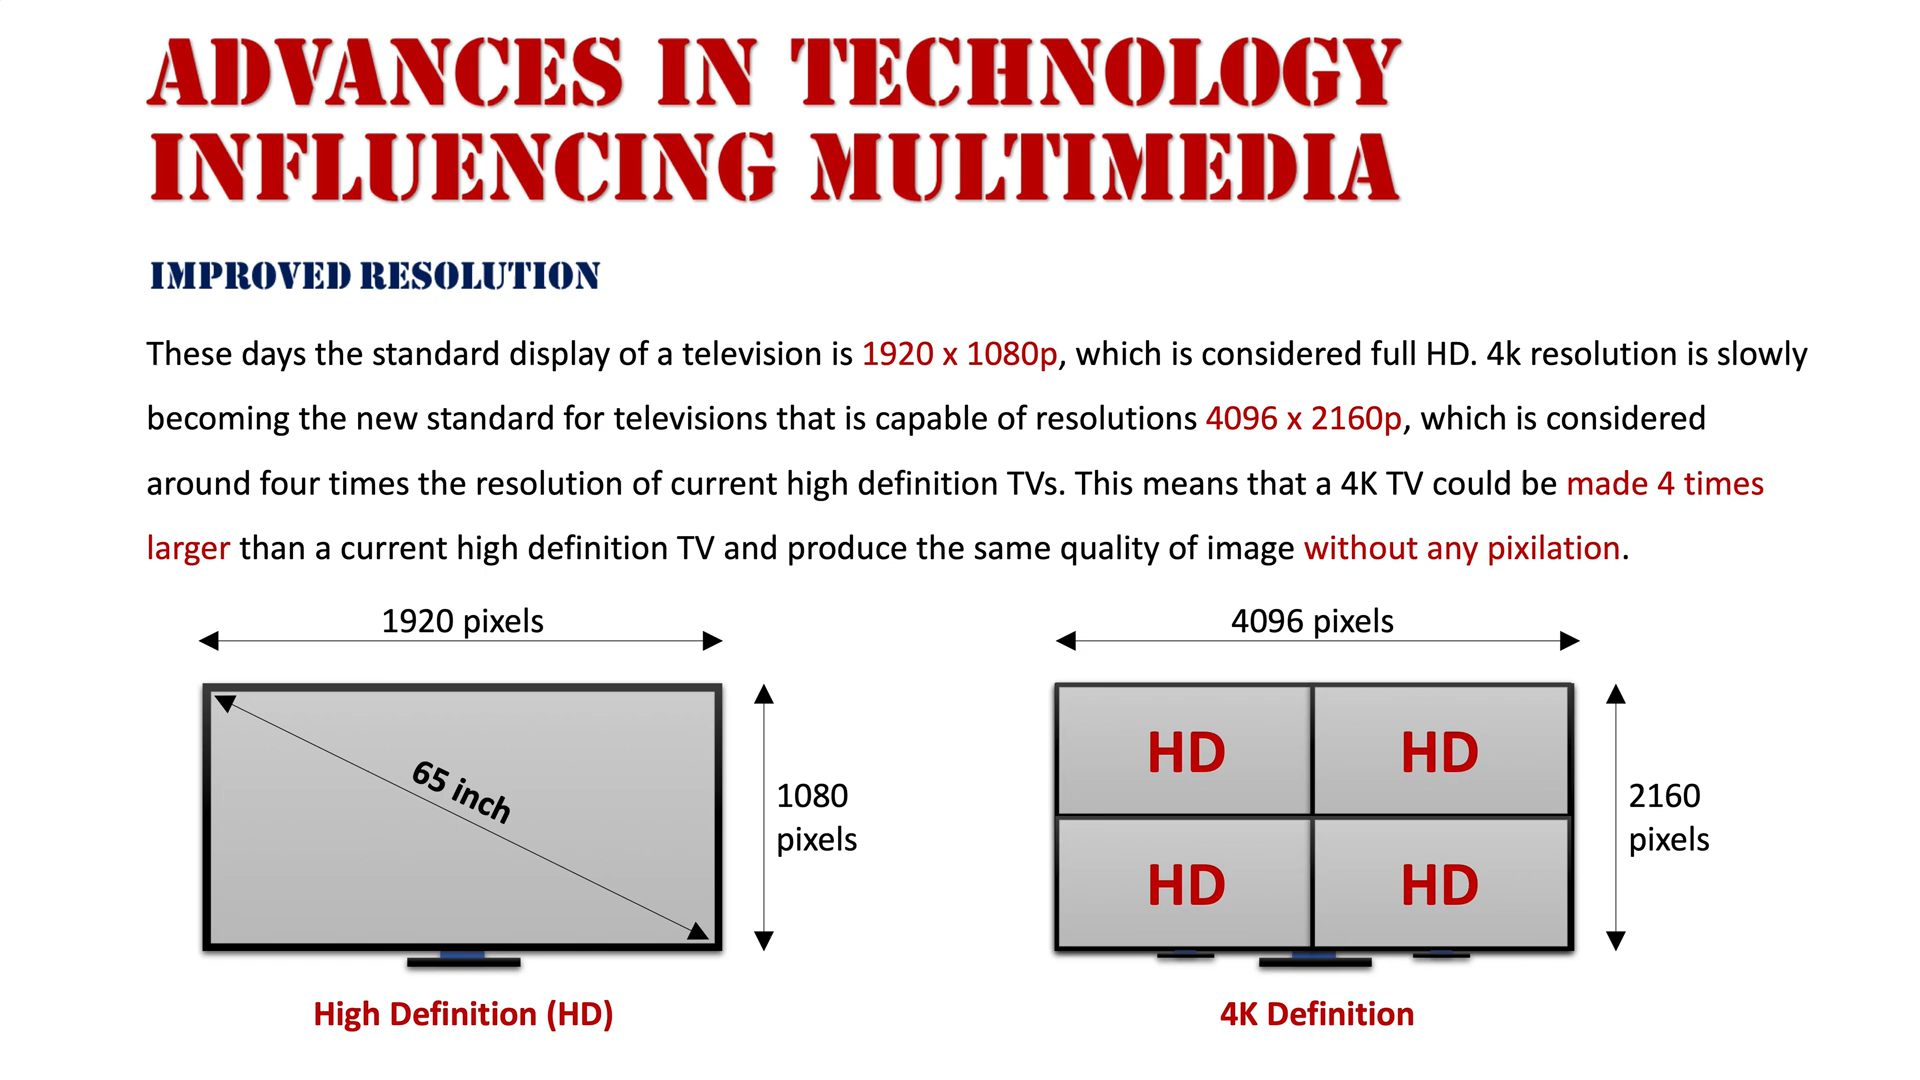 ADVANCES IN TECHNOLOGY
INFLUENCING MULTIMEDIA
IMPROVED RESOLUTION
These days the standard display of a television is 1920 x 1080p, which is considered full HD. 4k resolution is slowly
becoming the new standard for televisions that is capable of resolutions 4096 x 2160p, which is considered
around four times the resolution of current high definition TVs. This means that a 4K TV could be made 4 times
larger than a current high definition TV and produce the same quality of image without any pixilation.
1920 pixels
65 inch
1080
pixels
High Definition (HD)
4096 pixels
HD HD
HD HD
2160
pixels
4K Definition